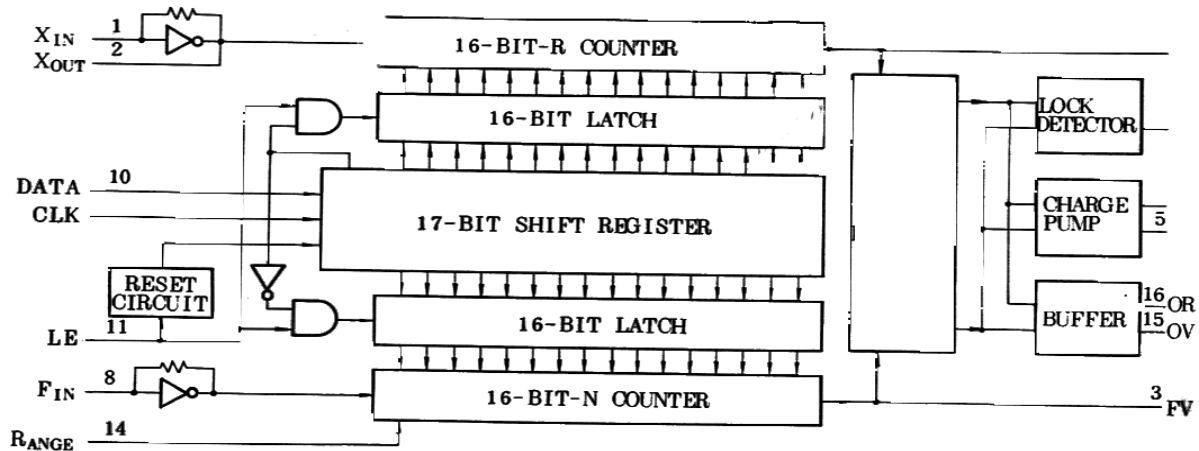 XIN 1
XOUT 2
16-BIT-R COUNTER
16-BIT LATCH
LOCK
DETECTOR
DATA 10
CLK
17-BIT SHIFT REGISTER
CHARGE
PUMP
5
RESET
CIRCUIT
LE 11
16-BIT LATCH
BUFFER
16 OR
15 OV
FIN 8
16-BIT-N COUNTER
3 FV
RANGE 14